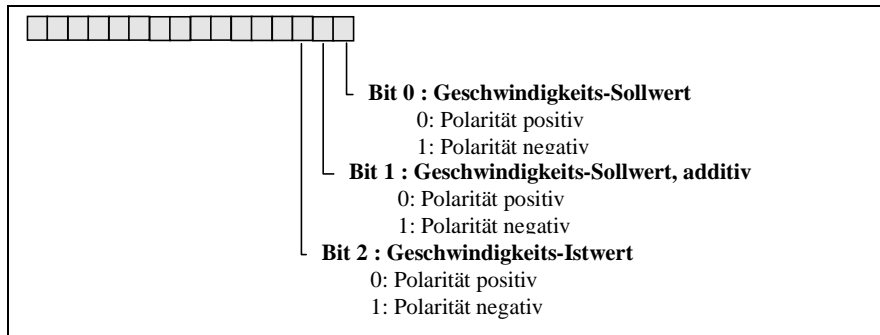 Bit 0 : Geschwindigkeits-Sollwert
0: Polarität positiv
1: Polarität negativ
Bit 1 : Geschwindigkeits-Sollwert, additiv
0: Polarität positiv
1: Polarität negativ
Bit 2 : Geschwindigkeits-Istwert
0: Polarität positiv
1: Polarität negativ